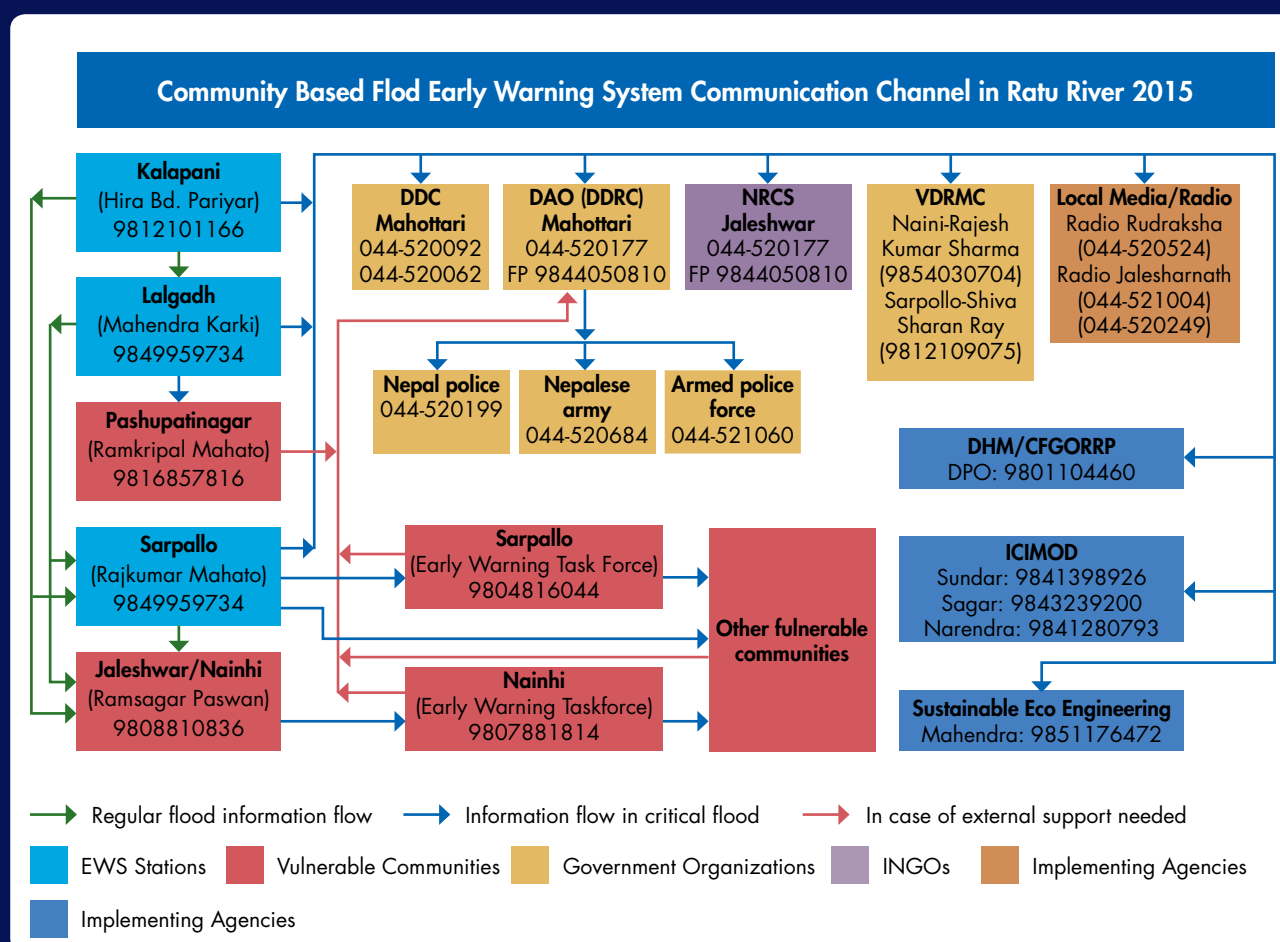 Community Based Flod Early Warning System Communication Channel in Ratu River 2015
Kalapani
(Hira Bd. Pariyar)
9812101166
Lalgadh
(Mahendra Karki)
9849959734
Pashupatinagar
(Ramkripal Mahato)
9816857816
Sarpallo
(Rajkumar Mahato)
9849959734
Jaleshwar/Nainhi
(Ramsagar Paswan)
9808810836
DDC
Mahottari
044-520092
044-520062
DAO (DDRC)
Mahottari
044-520177
FP 9844050810
NRCS
Jaleshwar
044-520177
FP 9844050810
VDRMC
Naini-Rajesh
Kumar Sharma
(9854030704)
Sarpollo-Shiva
Sharan Ray
(9812109075)
Local Media/Radio
Radio Rudraksha
(044-520524)
Radio Jalesharnath
(044-521004)
(044-520249)
Nepal police
044-520199
Nepalese
army
044-520684
Armed police
force
044-521060
DHM/CFGORRP
DPO: 9801104460
Sarpallo
(Early Warning Task Force)
9804816044
Nainhi
(Early Warning Taskforce)
9807881814
Other fulnerable
communities
ICIMOD
Sundar: 9841398926
Sagar: 9843239200
Narendra: 9841280793
Sustainable Eco Engineering
Mahendra: 9851176472
Regular flood information flow
Information flow in critical flood
In case of external support needed
EWS Stations
Vulnerable Communities
Government Organizations
INGOs
Implementing Agencies
Implementing Agencies